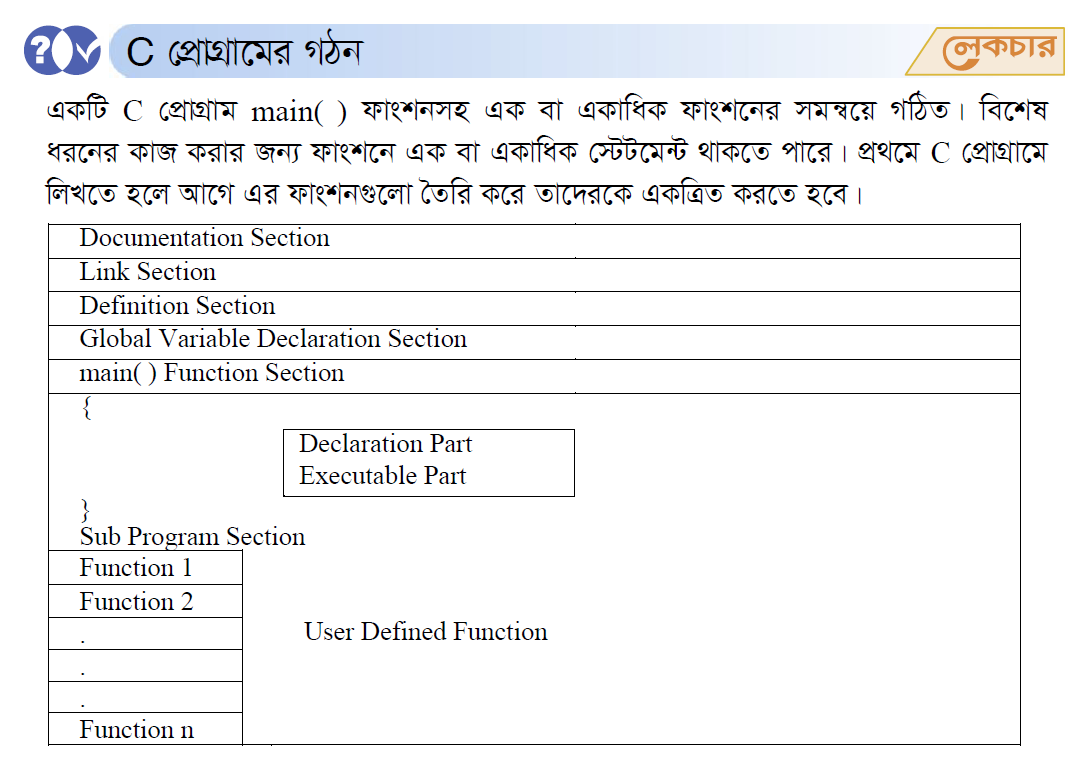 C প্রোগ্রামের গঠন
লেকচার
একটি C প্রোগ্রাম main( ) ফাংশনসহ এক বা একাধিক ফাংশনের সমন্বয়ে গঠিত। বিশেষ
ধরনের কাজ করার জন্য ফাংশনে এক বা একাধিক স্টেটমেন্ট থাকতে পারে। প্রথমে C প্রোগ্রামে
লিখতে হলে আগে এর ফাংশনগুলো তৈরি করে তাদেরকে একত্রিত করতে হবে।
Documentation Section
Link Section
Definition Section
Global Variable Declaration Section
main( ) Function Section
{
Declaration Part
Executable Part
}
Sub Program Section
Function 1
Function 2
.
User Defined Function
.
.
Function n